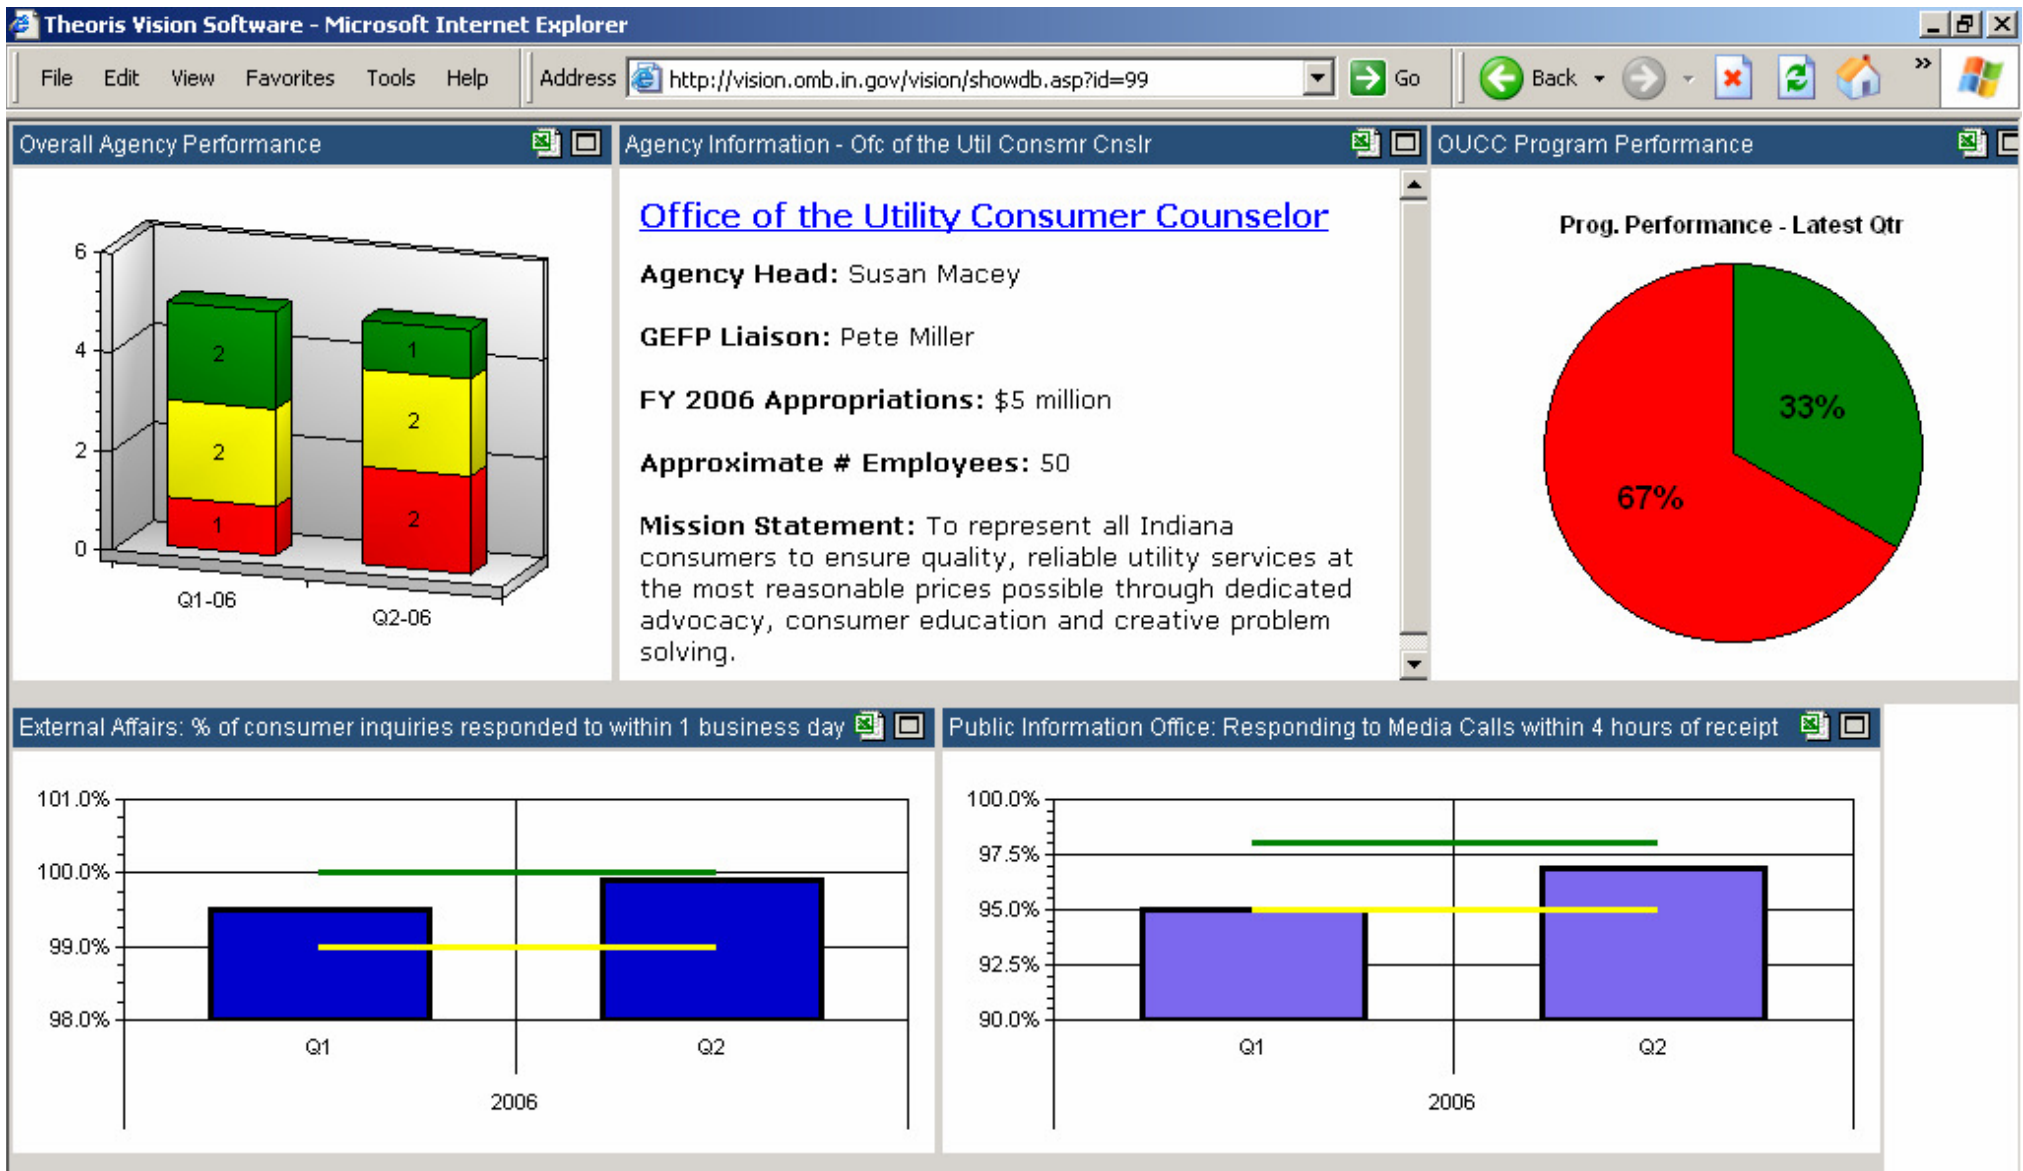 Theoris Vision Software - Microsoft Internet Explorer
File Edit View Favorites Tools Help Address http://vision.omb.in.gov/vision/showdb.asp?id=99 Go Back »
Overall Agency Performance
6
4
2
0
2
2
1
1
2
2
Q1-06
Q2-06
Agency Information - Ofc of the Util Consmr Cnslr
Office of the Utility Consumer Counselor
Agency Head: Susan Macey
GEFP Liaison: Pete Miller
FY 2006 Appropriations: $5 million
Approximate # Employees: 50
Mission Statement: To represent all Indiana
consumers to ensure quality, reliable utility services at
the most reasonable prices possible through dedicated
advocacy, consumer education and creative problem
solving.
OUCC Program Performance
Prog. Performance - Latest Qtr
33%
67%
External Affairs: % of consumer inquiries responded to within 1 business day
101.0%
100.0%
99.0%
98.0%
Q1 Q2
2006
Public Information Office: Responding to Media Calls within 4 hours of receipt
100.0%
97.5%
95.0%
92.5%
90.0%
Q1 Q2
2006